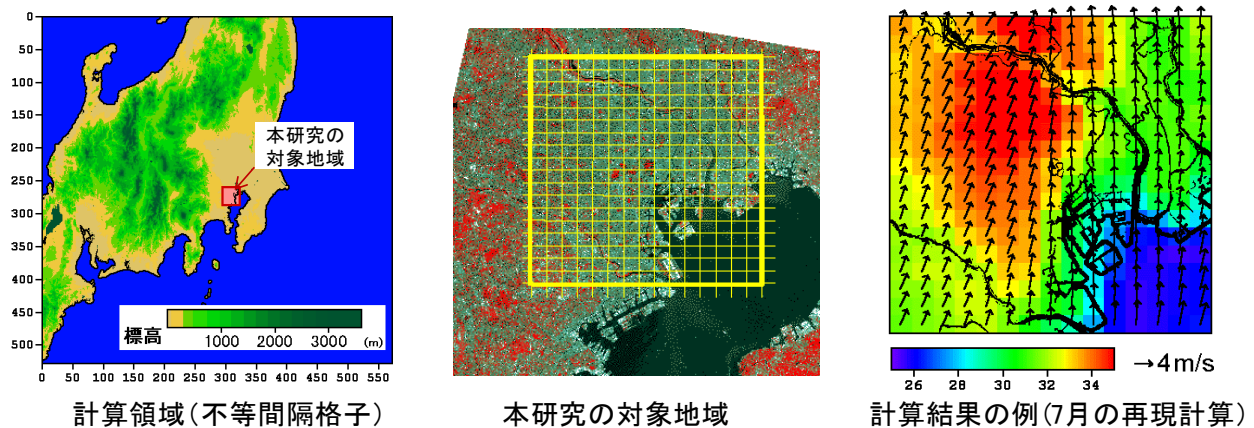 0
50
100
150
200
250
300
350
400
450
500
本研究の
対象地域
標高
1000 2000 3000 (m)
0 50 100 150 200 250 300 350 400 450 500 550
計算領域(不等間隔格子)
本研究の対象地域
→4m/s
26 28 30 32 34
計算結果の例(7月の再現計算)